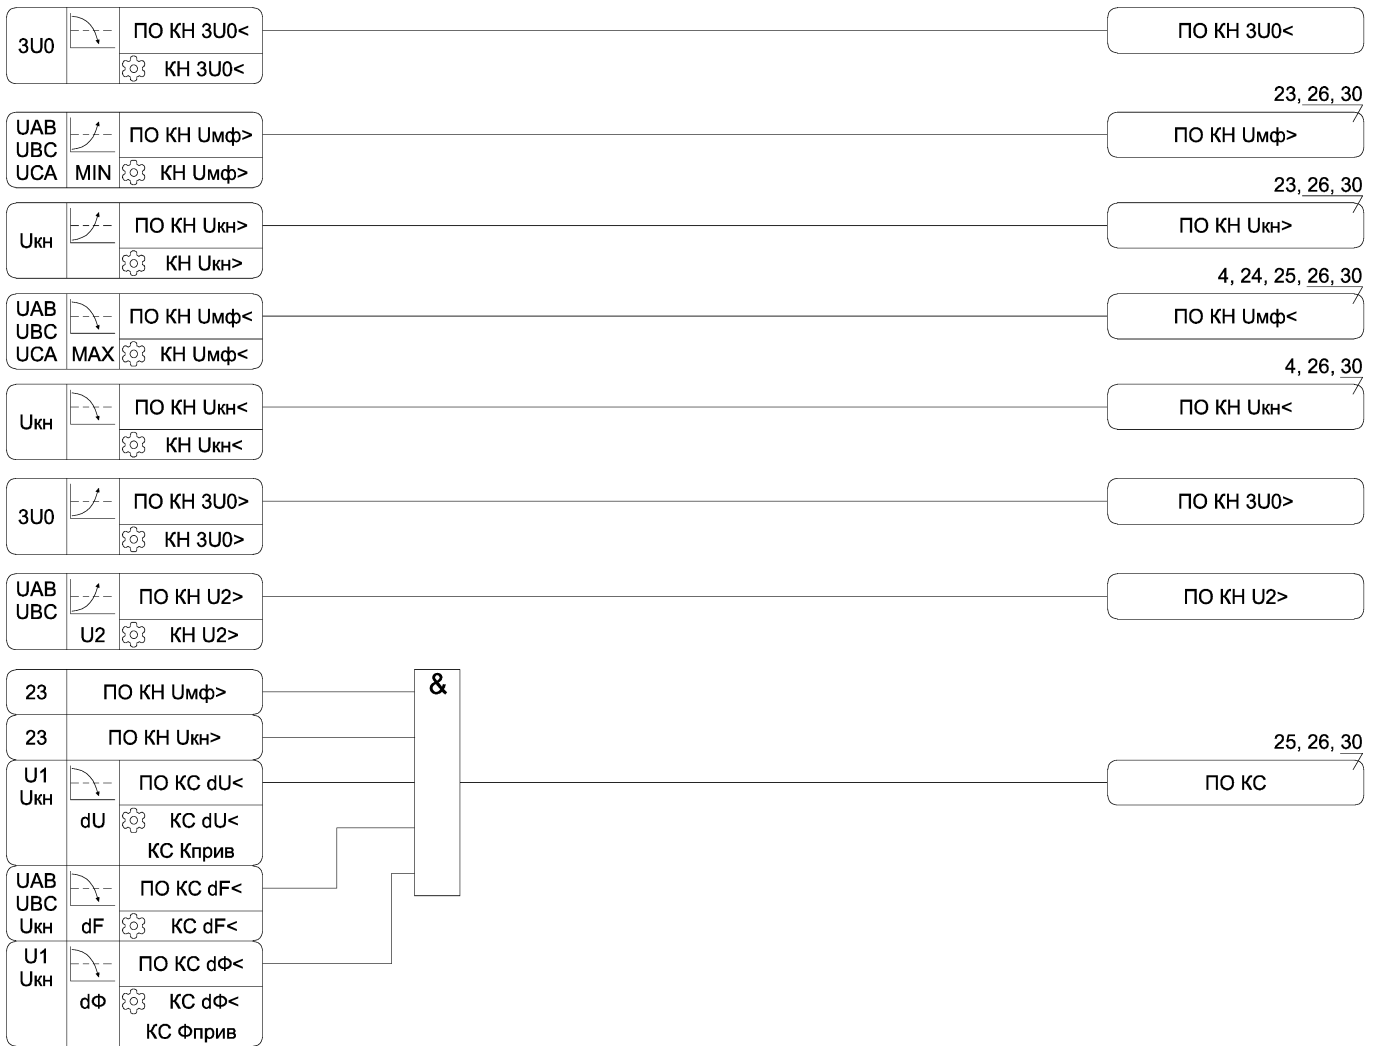 3U0
ПО КН 3U0<
КН 3U0<
ПО КН 3U0<
UAB
UBC
UCA
MIN
ПО КН Uмф>
КН Uмф>
23, 26, 30
ПО КН Uмф>
Uкн
ПО КН Uкн>
КН Uкн>
23, 26, 30
ПО КН Uкн>
UAB
UBC
UCA
MAX
ПО КН Uмф<
КН Uмф<
4, 24, 25, 26, 30
ПО КН Uмф<
Uкн
ПО КН Uкн<
КН Uкн<
4, 26, 30
ПО КН Uкн<
3U0
ПО КН 3U0>
КН 3U0>
ПО КН 3U0>
UAB
UBC
U2
ПО КН U2>
КН U2>
ПО КН U2>
23
ПО КН Uмф>
&
23
ПО КН Uкн>
U1
Uкн
dU
ПО КС dU<
КС dU<
КС Кприв
25, 26, 30
ПО КС
UAB
UBC
Uкн
dF
ПО КС dF<
КС dF<
U1
Uкн
dФ
ПО КС dФ<
КС dФ<
КС Фприв